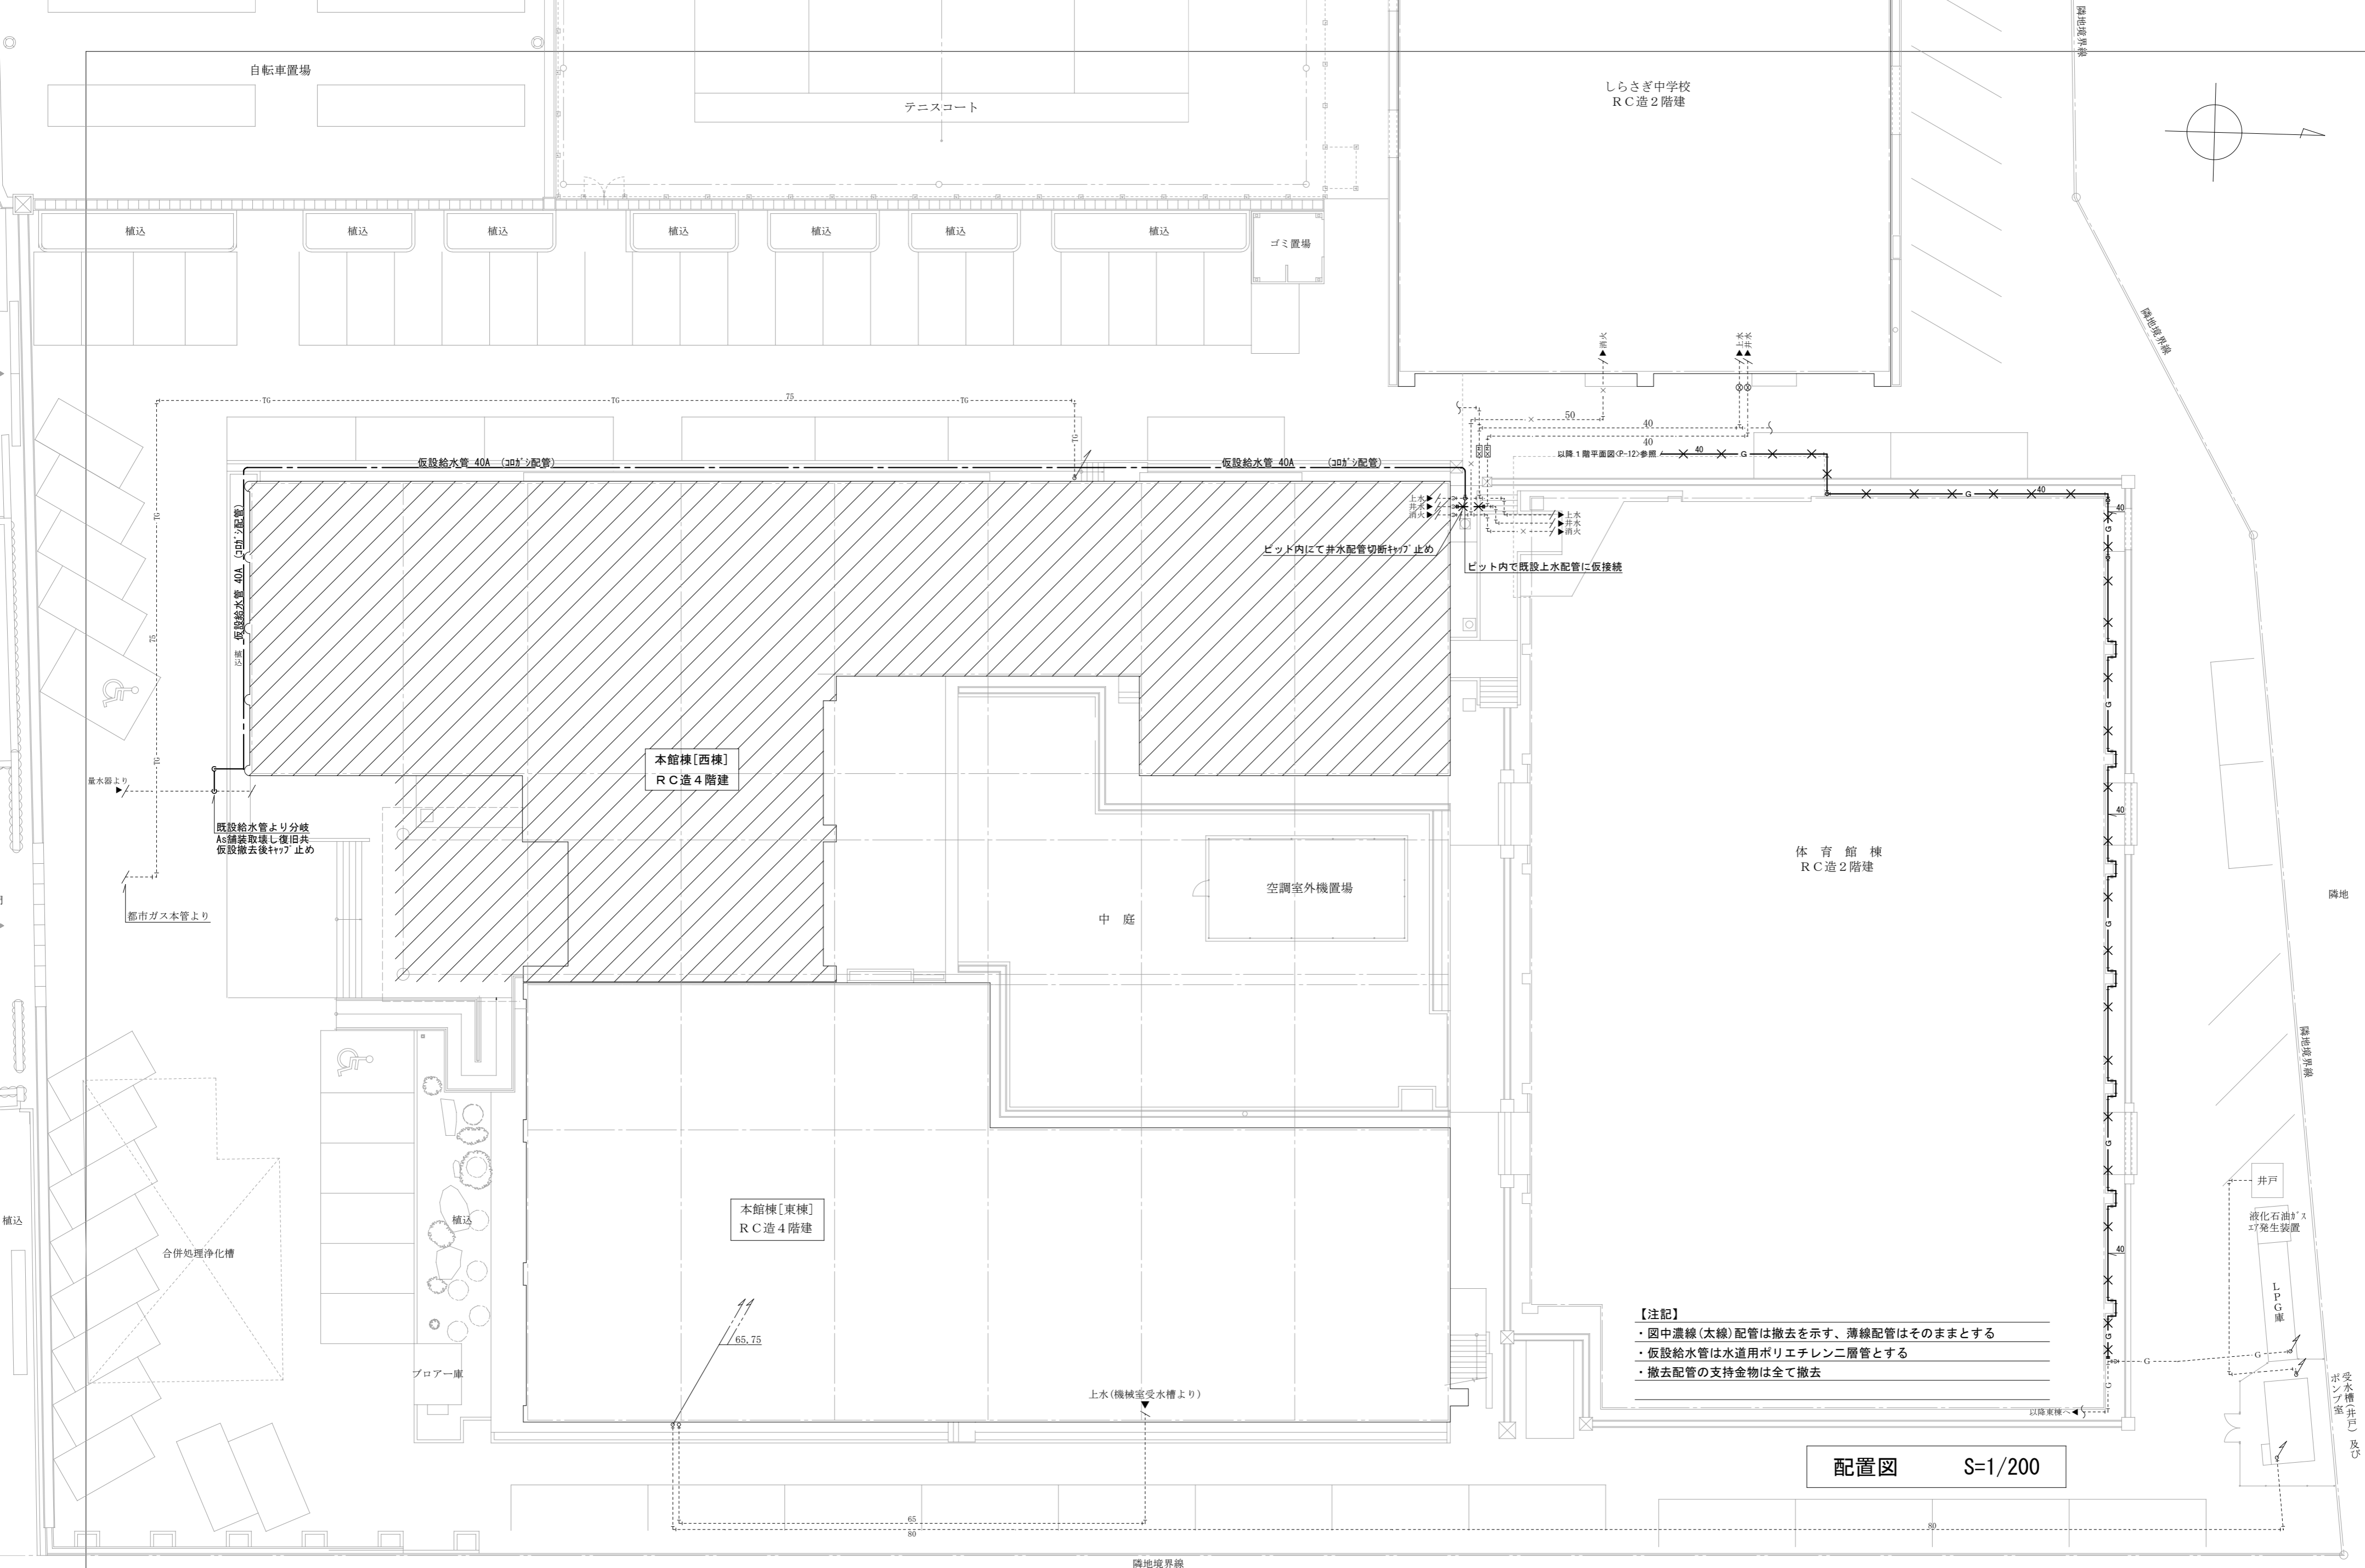 隣地境界線
自転車置場
テニスコート
しらさぎ中学校
RC造2階建
植込
植込
植込
植込
植込
植込
植込
ゴミ置場
隣地境界線
消火
上水
井水
TG
TG
75
TG
TG
50
40
40
以降1階平面図<P-12>参照
40
G
仮設給水管 40A (ｺﾛｶﾞｼ配管)
仮設給水管 40A (ｺﾛｶﾞｼ配管)
仮設給水管 40A (ｺﾛｶﾞｼ配管)
植込
上水
井水
消火
上水
井水
消火
G
40
40
G
ピット内にて井水配管切断ｷｬｯﾌﾟ止め
ピット内で既設上水配管に仮接続
TG
75
TG
G
本館棟[西棟]
RC造4階建
量水器より
既設給水管より分岐
As舗装取壊し復旧共
仮設撤去後ｷｬｯﾌﾟ止め
40
体育館棟
RC造2階建
空調室外機置場
中庭
隣地
都市ガス本管より
G
隣地境界線
G
井戸
本館棟[東棟]
RC造4階建
植込
植込
液化石油ｶﾞｽ
ｴｱ発生装置
合併処理浄化槽
40
LPG庫
65,75
【注記】
・図中濃線(太線)配管は撤去を示す、薄線配管はそのままとする
・仮設給水管は水道用ポリエチレン二層管とする
・撤去配管の支持金物は全て撤去
G
G
G
G
ブロアー庫
上水(機械室受水槽より)
以降東棟へ
受水槽(井戸)及び
ポンプ室
配置図 S=1/200
65
80
80
隣地境界線